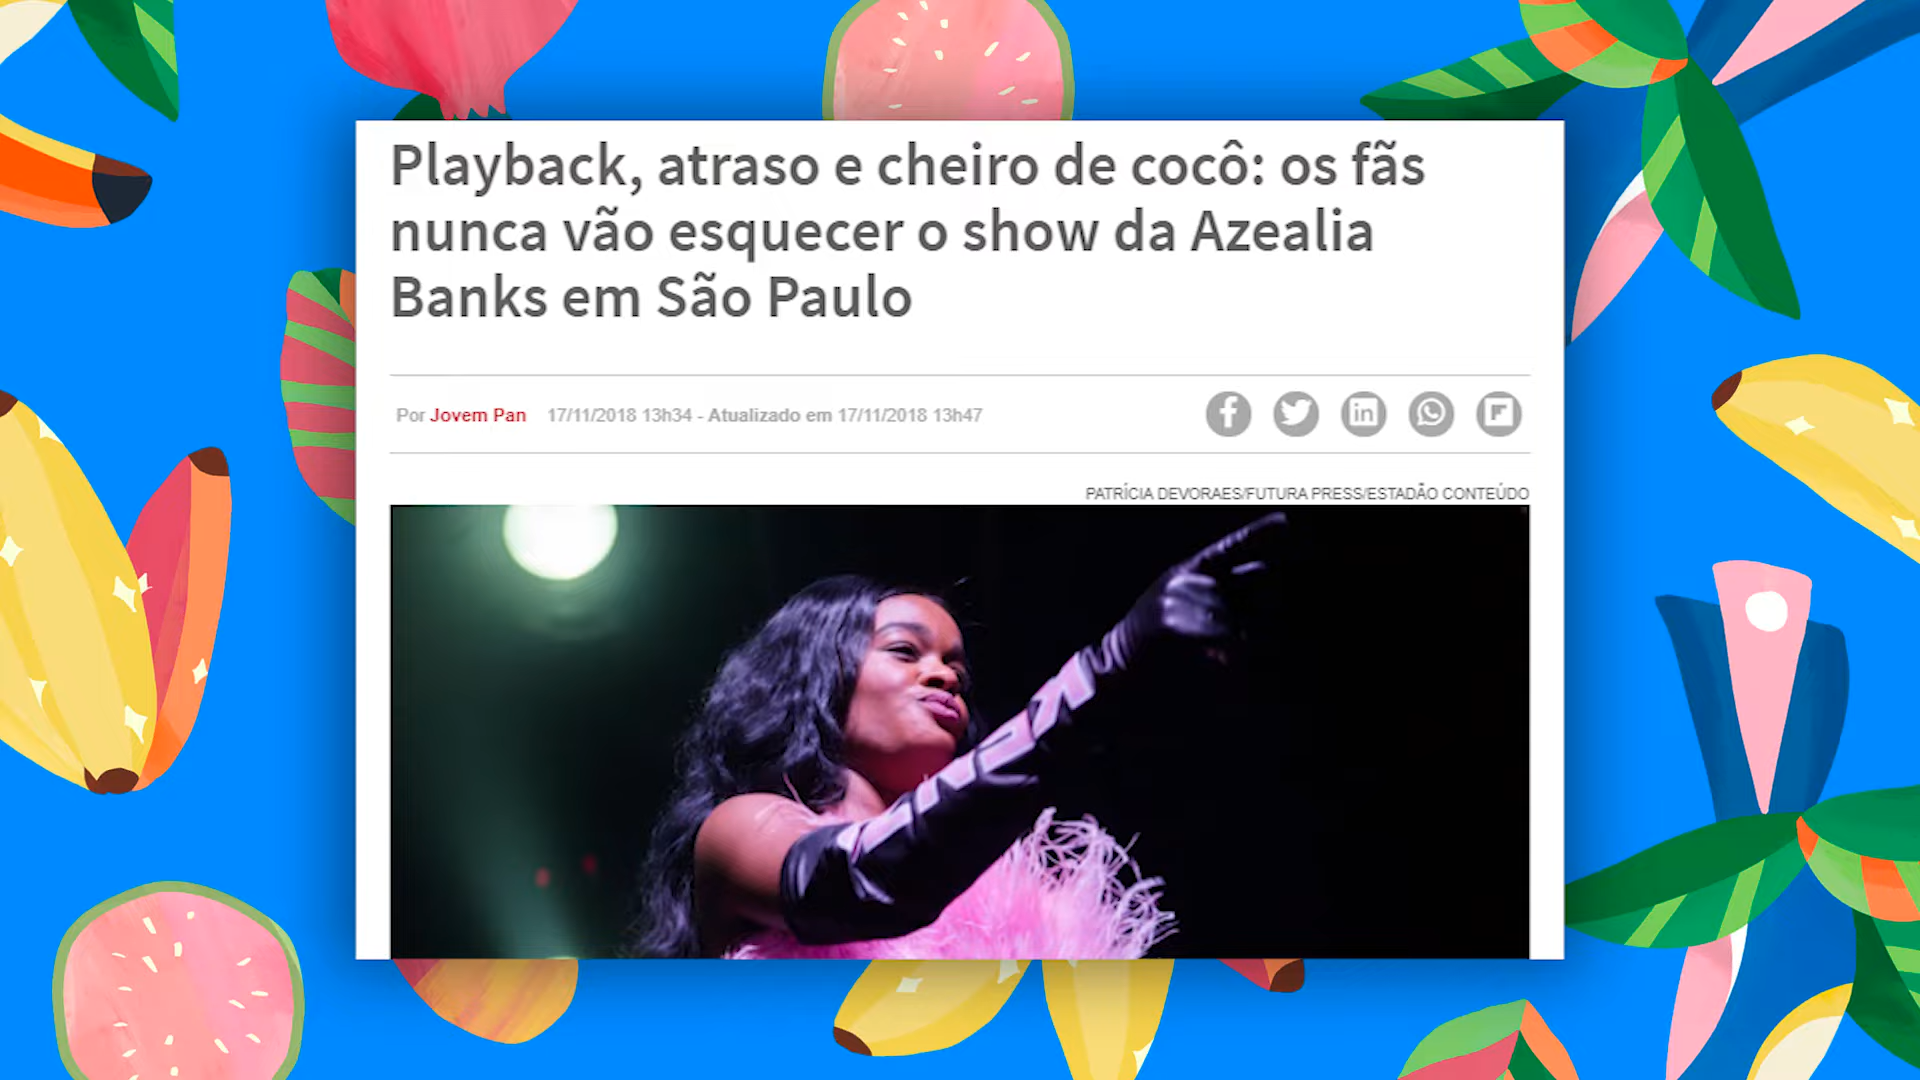 Playback, atraso e cheiro de cocô: os fãs
nunca vão esquecer o show da Azealia
Banks em São Paulo
Por Jovem Pan 17/11/2018 13h34 - Atualizado em 17/11/2018 13h47
PATRÍCIA DEVORAES/FUTURA PRESS/ESTADÃO CONTEÚDO